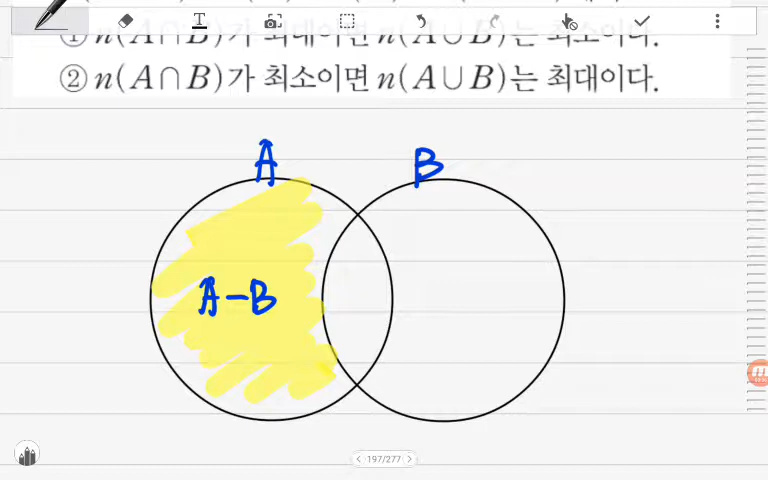 ① n(A∩B)가 최대이면 n(A∪B)는 최소이다.
② n(A∩B)가 최소이면 n(A∪B)는 최대이다.
A B
A-B
197/277